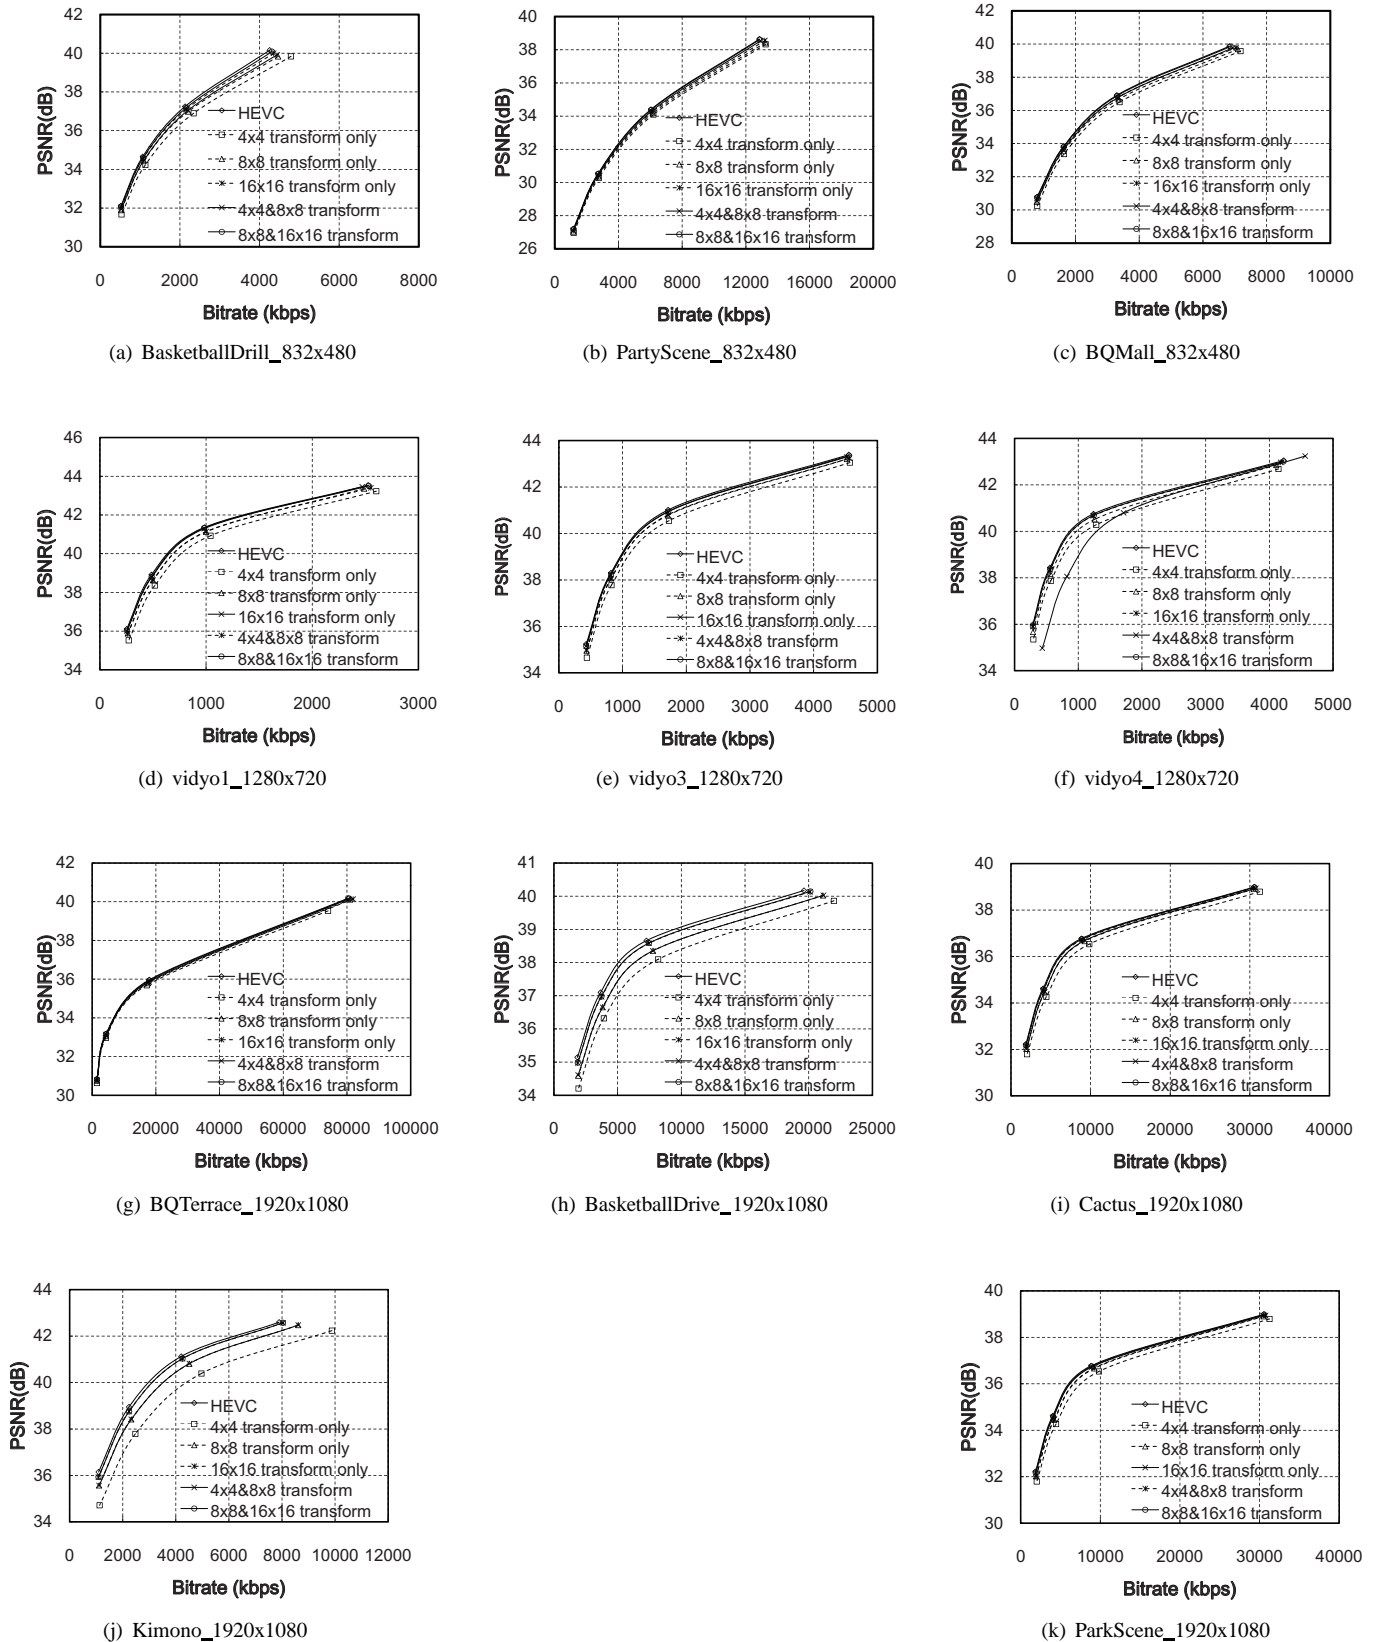 42
40
38
36
34
32
30
PSNR(dB)
HEVC
4x4 transform only
8x8 transform only
16x16 transform only
4x4&8x8 transform
8x8&16x16 transform
0 2000 4000 6000 8000
Bitrate (kbps)
(a) BasketballDrill_832x480
40
38
36
34
32
30
28
26
PSNR(dB)
HEVC
4x4 transform only
8x8 transform only
16x16 transform only
4x4&8x8 transform
8x8&16x16 transform
0 4000 8000 12000 16000 20000
Bitrate (kbps)
(b) PartyScene_832x480
42
40
38
36
34
32
30
28
PSNR(dB)
HEVC
4x4 transform only
8x8 transform only
16x16 transform only
4x4&8x8 transform
8x8&16x16 transform
0 2000 4000 6000 8000 10000
Bitrate (kbps)
(c) BQMall_832x480
46
44
42
40
38
36
34
PSNR(dB)
HEVC
4x4 transform only
8x8 transform only
16x16 transform only
4x4&8x8 transform
8x8&16x16 transform
0 1000 2000 3000
Bitrate (kbps)
(d) vidyo1_1280x720
44
42
40
38
36
34
PSNR(dB)
HEVC
4x4 transform only
8x8 transform only
16x16 transform only
4x4&8x8 transform
8x8&16x16 transform
0 1000 2000 3000 4000 5000
Bitrate (kbps)
(e) vidyo3_1280x720
44
42
40
38
36
34
PSNR(dB)
HEVC
4x4 transform only
8x8 transform only
16x16 transform only
4x4&8x8 transform
8x8&16x16 transform
0 1000 2000 3000 4000 5000
Bitrate (kbps)
(f) vidyo4_1280x720
42
40
38
36
34
32
30
PSNR(dB)
HEVC
4x4 transform only
8x8 transform only
16x16 transform only
4x4&8x8 transform
8x8&16x16 transform
0 20000 40000 60000 80000 100000
Bitrate (kbps)
(g) BQTerrace_1920x1080
41
40
39
38
37
36
35
34
PSNR(dB)
HEVC
4x4 transform only
8x8 transform only
16x16 transform only
4x4&8x8 transform
8x8&16x16 transform
0 5000 10000 15000 20000 25000
Bitrate (kbps)
(h) BasketballDrive_1920x1080
40
38
36
34
32
30
PSNR(dB)
HEVC
4x4 transform only
8x8 transform only
16x16 transform only
4x4&8x8 transform
8x8&16x16 transform
0 10000 20000 30000 40000
Bitrate (kbps)
(i) Cactus_1920x1080
44
42
40
38
36
34
PSNR(dB)
HEVC
4x4 transform only
8x8 transform only
16x16 transform only
4x4&8x8 transform
8x8&16x16 transform
0 2000 4000 6000 8000 10000 12000
Bitrate (kbps)
(j) Kimono_1920x1080
40
38
36
34
32
30
PSNR(dB)
HEVC
4x4 transform only
8x8 transform only
16x16 transform only
4x4&8x8 transform
8x8&16x16 transform
0 10000 20000 30000 40000
Bitrate (kbps)
(k) ParkScene_1920x1080